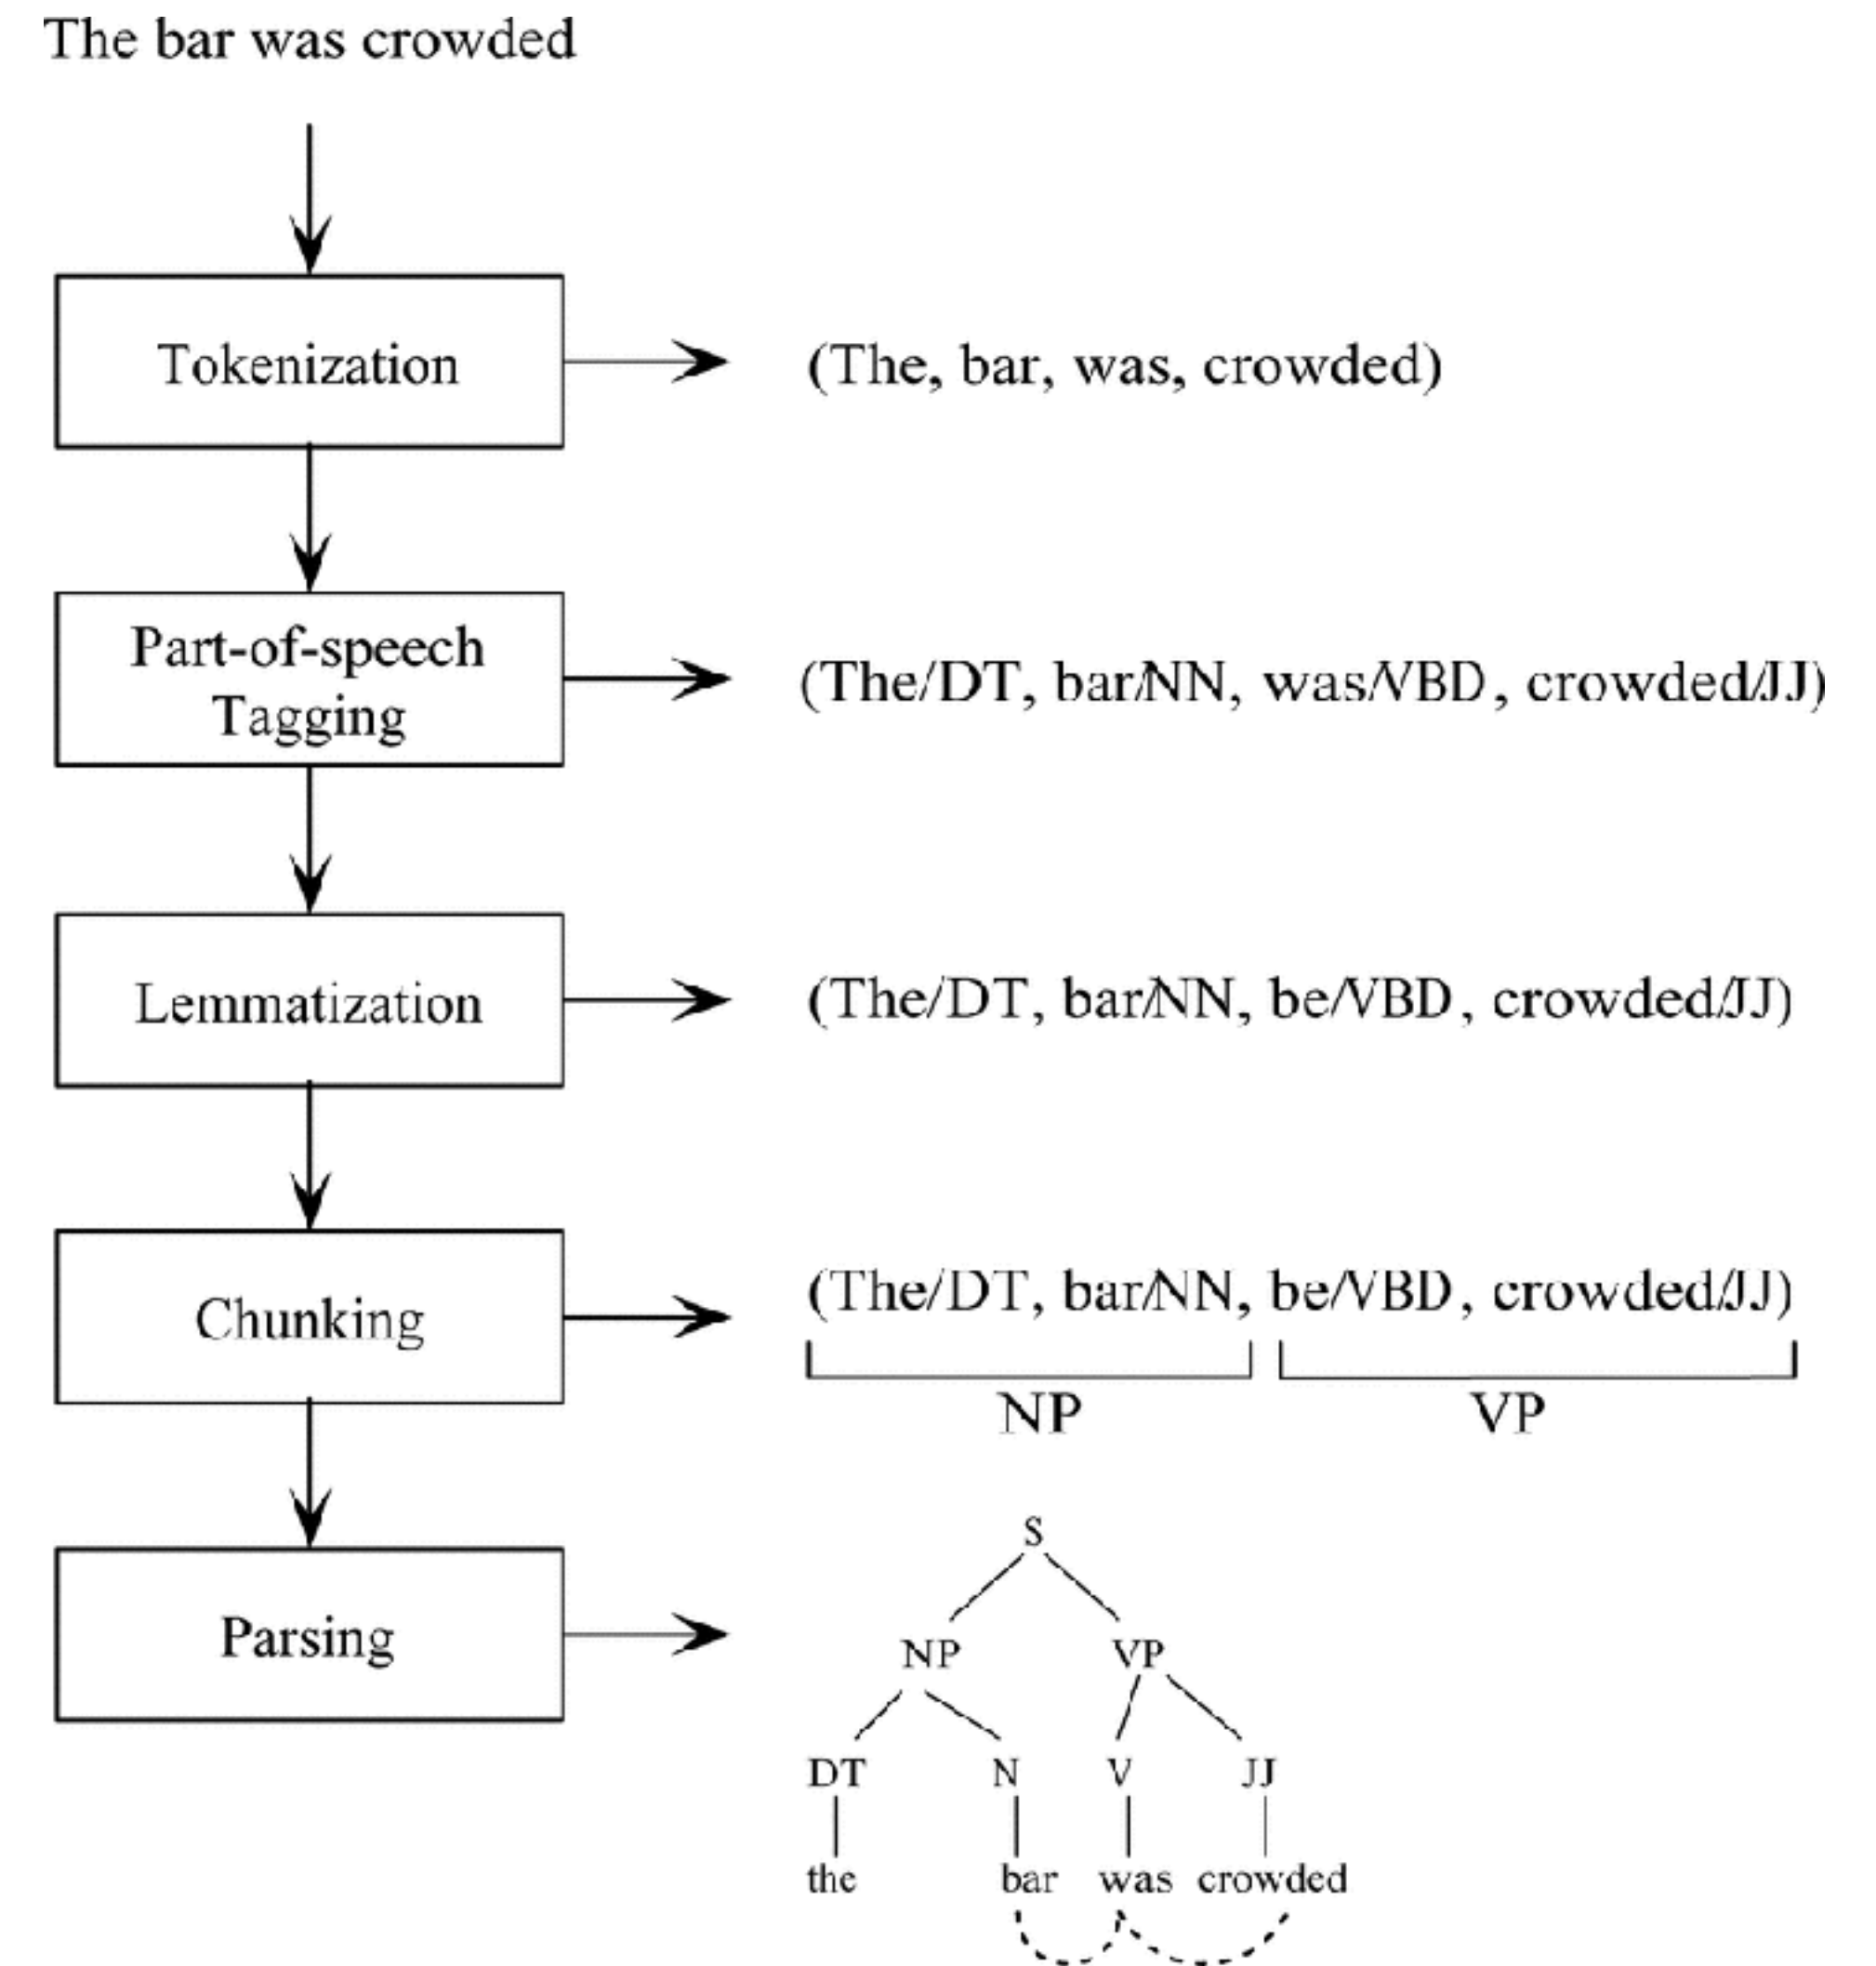 The bar was crowded
Tokenization
(The, bar, was, crowded)
Part-of-speech
Tagging
(The/DT, bar/NN, was/VBD, crowded/JJ)
Lemmatization
(The/DT, bar/NN, be/VBD, crowded/JJ)
Chunking
(The/DT, bar/NN, be/VBD, crowded/JJ)
NP VP
Parsing
S
NP VP
DT N V JJ
the bar was crowded